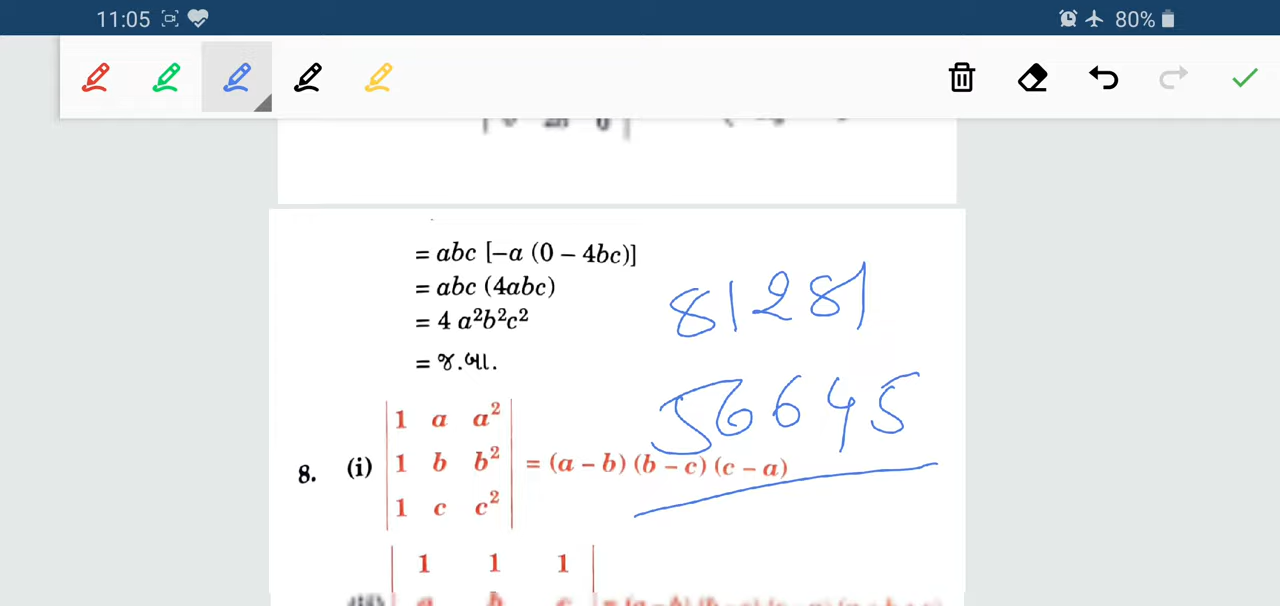 11:05 80%
= abc [–a (0 – 4bc)]
= abc (4abc)
= 4 a²b²c²
= જ.બા.
81281
56645
8. (i) | 1 a a² |
| 1 b b² | = (a – b) (b – c) (c – a)
| 1 c c² |
| 1 1 1 |